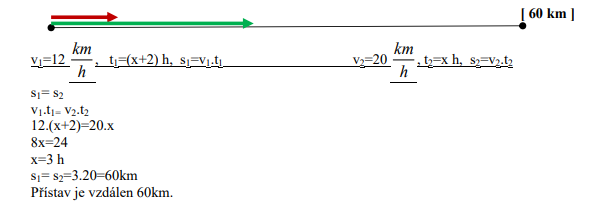 [ 60 km ]
v₁=12 km/h, t₁=(x+2) h, s₁=v₁.t₁ v₂=20 km/h, t₂=x h, s₂=v₂.t₂
s₁= s₂
v₁.t₁= v₂.t₂
12.(x+2)=20.x
8x=24
x=3 h
s₁= s₂=3.20=60km
Přístav je vzdálen 60km.